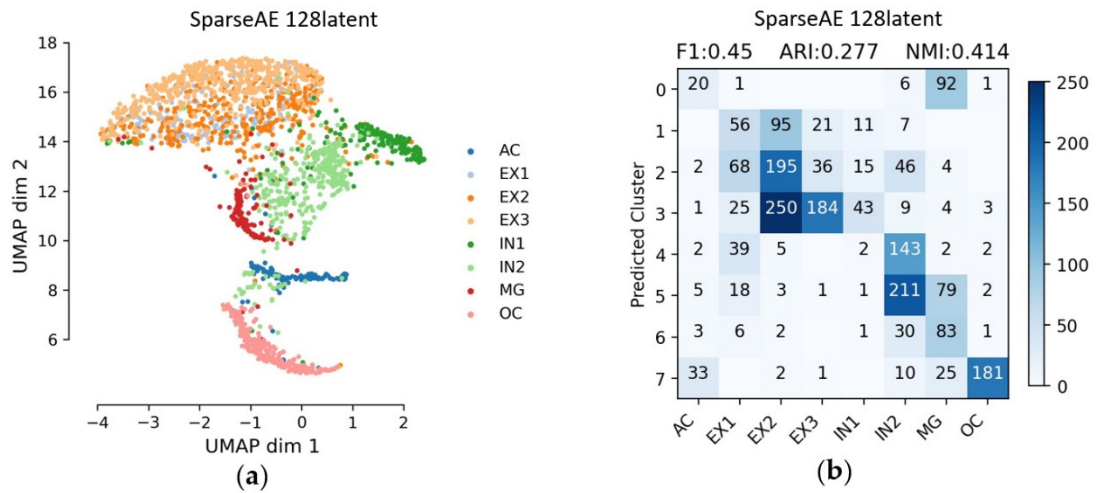 SparseAE 128latent
18
16
14
12
10
8
6
UMAP dim 2
−4 −3 −2 −1 0 1 2
UMAP dim 1
AC
EX1
EX2
EX3
IN1
IN2
MG
OC
(a)
SparseAE 128latent
F1:0.45 ARI:0.277 NMI:0.414
Predicted Cluster
0 20 1 6 92 1
1 56 95 21 11 7
2 2 68 195 36 15 46 4
3 1 25 250 184 43 9 4 3
4 2 39 5 2 143 2 2
5 5 18 3 1 1 211 79 2
6 3 6 2 1 30 83 1
7 33 2 1 10 25 181
AC EX1 EX2 EX3 IN1 IN2 MG OC
250
200
150
100
50
0
(b)